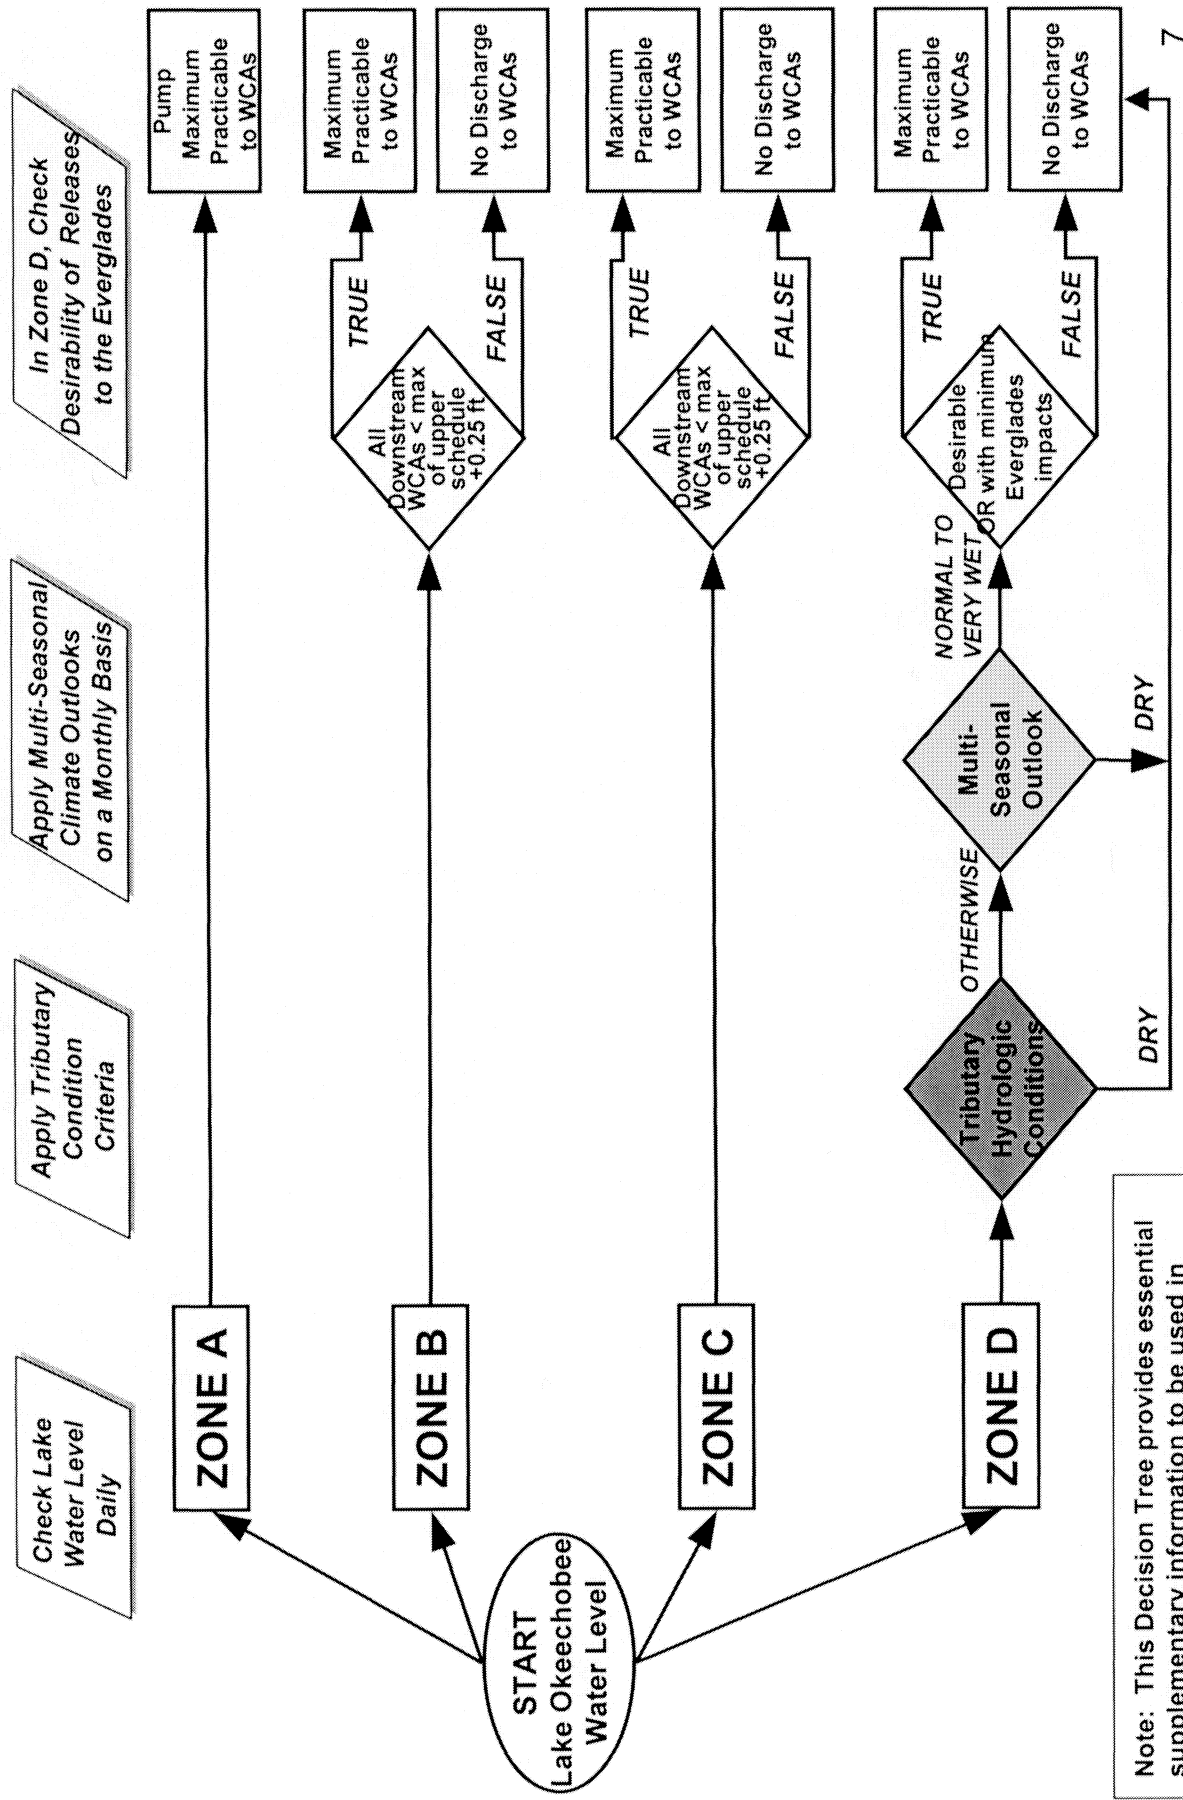 Check Lake
Water Level
Daily
Apply Tributary
Condition
Criteria
Apply Multi-Seasonal
Climate Outlooks
on a Monthly Basis
In Zone D, Check
Desirability of Releases
to the Everglades
START
Lake Okeechobee
Water Level
ZONE A
Pump
Maximum
Practicable
to WCAs
ZONE B
All
Downstream
WCAs < max
of upper
schedule
+0.25 ft
TRUE
Maximum
Practicable
to WCAs
FALSE
No Discharge
to WCAs
ZONE C
All
Downstream
WCAs < max
of upper
schedule
+0.25 ft
TRUE
Maximum
Practicable
to WCAs
FALSE
No Discharge
to WCAs
ZONE D
Tributary
Hydrologic
Conditions
OTHERWISE
DRY
Multi-
Seasonal
Outlook
NORMAL TO
VERY WET
DRY
Desirable
OR with minimum
Everglades
impacts
TRUE
Maximum
Practicable
to WCAs
FALSE
No Discharge
to WCAs
Note: This Decision Tree provides essential
supplementary information to be used in
7